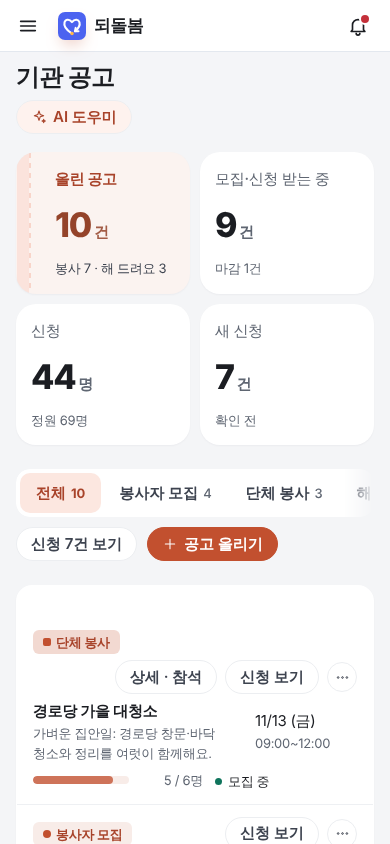 되돌봄
기관 공고
AI 도우미
올린 공고
10건
봉사 7 · 해 드려요 3
모집·신청 받는 중
9건
마감 1건
신청
44명
정원 69명
새 신청
7건
확인 전
전체 10 봉사자 모집 4 단체 봉사 3 해
신청 7건 보기 + 공고 올리기
단체 봉사
상세 · 참석 신청 보기
경로당 가을 대청소
가벼운 집안일: 경로당 창문·바닥
청소와 정리를 여럿이 함께해요.
11/13 (금)
09:00~12:00
5 / 6명 모집 중
봉사자 모집 신청 보기